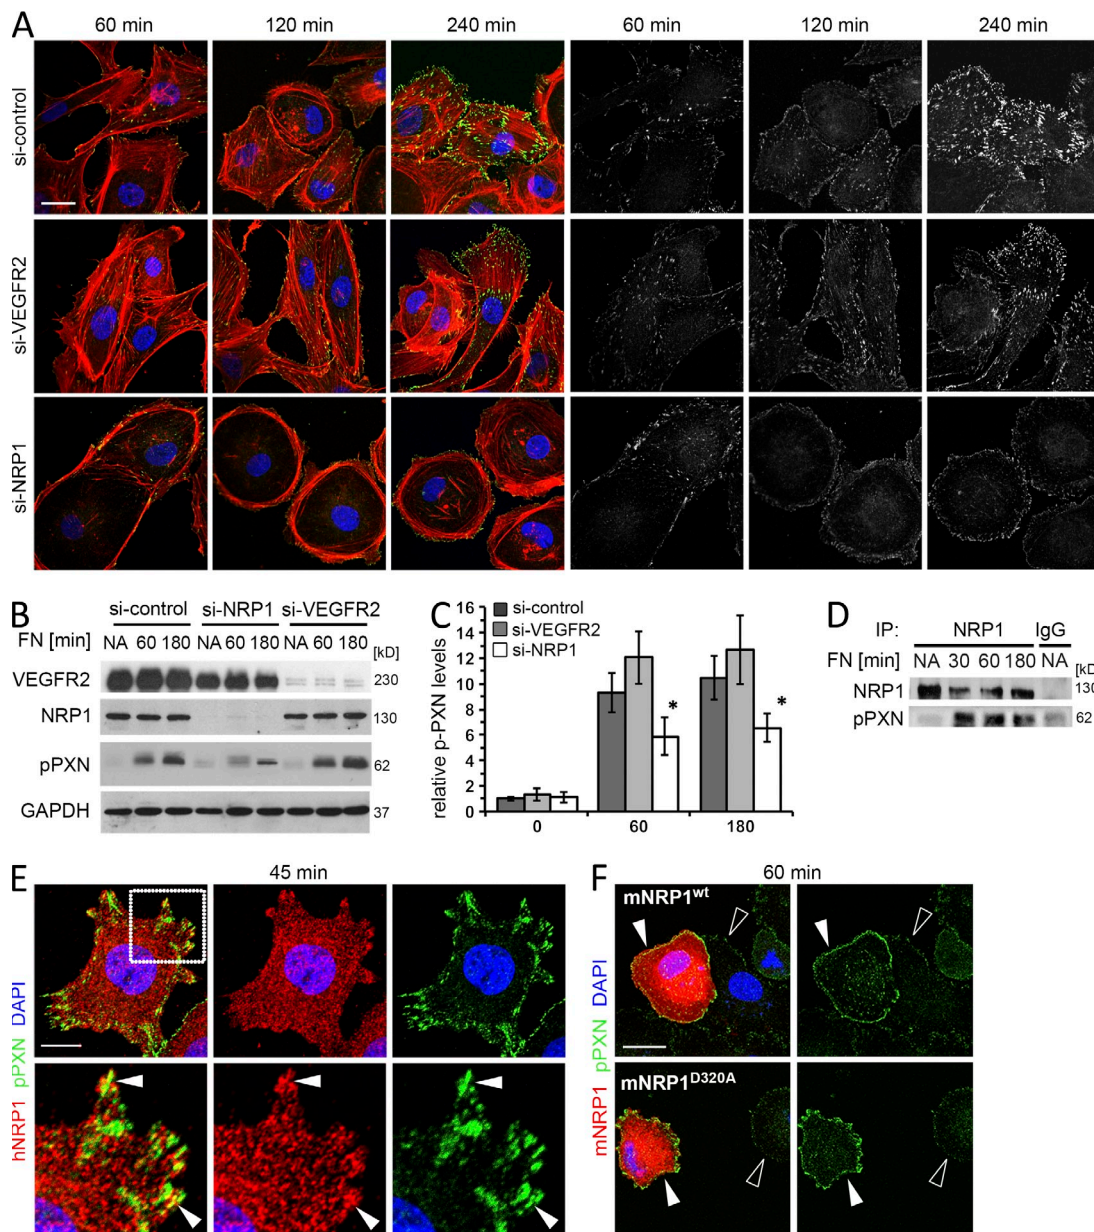 A
60 min 120 min 240 min 60 min 120 min 240 min
si-control
si-VEGFR2
si-NRP1
B
si-control si-NRP1 si-VEGFR2
FN [min] NA 60 180 NA 60 180 NA 60 180 [kD]
VEGFR2 230
NRP1 130
pPXN 62
GAPDH 37
C
relative p-PXN levels
16
14
12
10
8
6
4
2
0
si-control
si-VEGFR2
si-NRP1
* *
0 60 180
D
IP: NRP1 IgG
FN [min] NA 30 60 180 NA [kD
NRP1 130
pPXN 62
E
45 min
hNRP1 pPXN DAPI
F
60 min
mNRP1 pPXN DAPI
mNRP1wt
mNRP1D320A